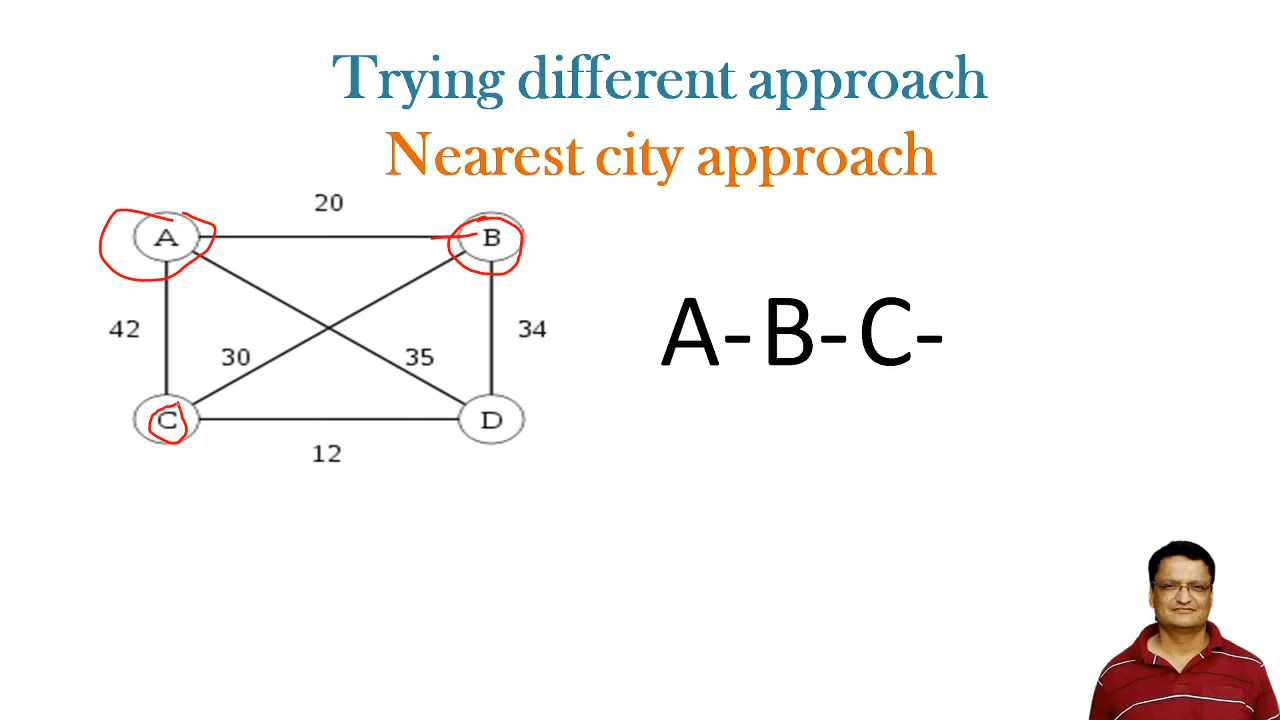 Trying different approach
Nearest city approach
20
A B
42 30 35 34
A-B-C-
C D
12